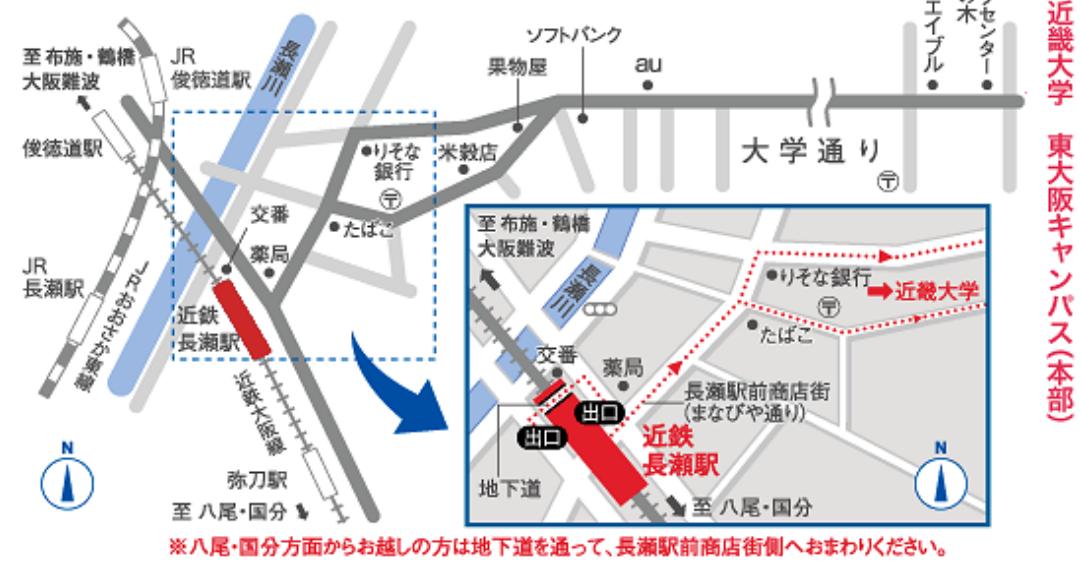 至 布施・鶴橋
大阪難波
JR
俊徳道駅
長瀬川
俊徳道駅
JR
長瀬駅
JRおおさか東線
交番
薬局
近鉄
長瀬駅
近鉄大阪線
弥刀駅
至 八尾・国分
りそな
銀行
〒
たばこ
米穀店
果物屋
ソフトバンク
au
大学通り
〒
エイブル
の木
プセンター
近畿大学 東大阪キャンパス(本部)
N
至 布施・鶴橋
大阪難波
長瀬川
りそな銀行
〒
近畿大学
たばこ
交番
薬局
長瀬駅前商店街
(まなびや通り)
出口
出口
近鉄
長瀬駅
地下道
至 八尾・国分
N
※八尾・国分方面からお越しの方は地下道を通って、長瀬駅前商店街側へおまわりください。